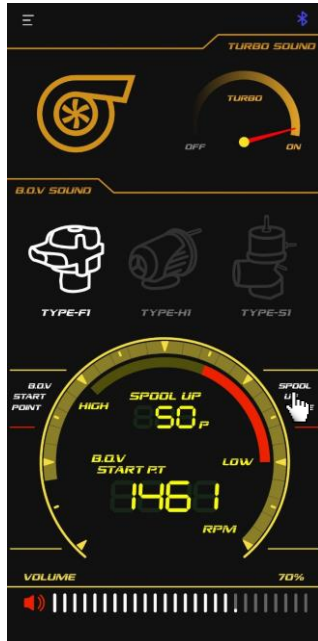 TURBO SOUND
TURBO
OFF
ON
B.O.V SOUND
TYPE-F1
TYPE-H1
TYPE-S1
B.O.V
START
POINT
SPOOL
HIGH
SPOOL UP
50 P
LOW
B.O.V
START P.T
1461
RPM
VOLUME
70%